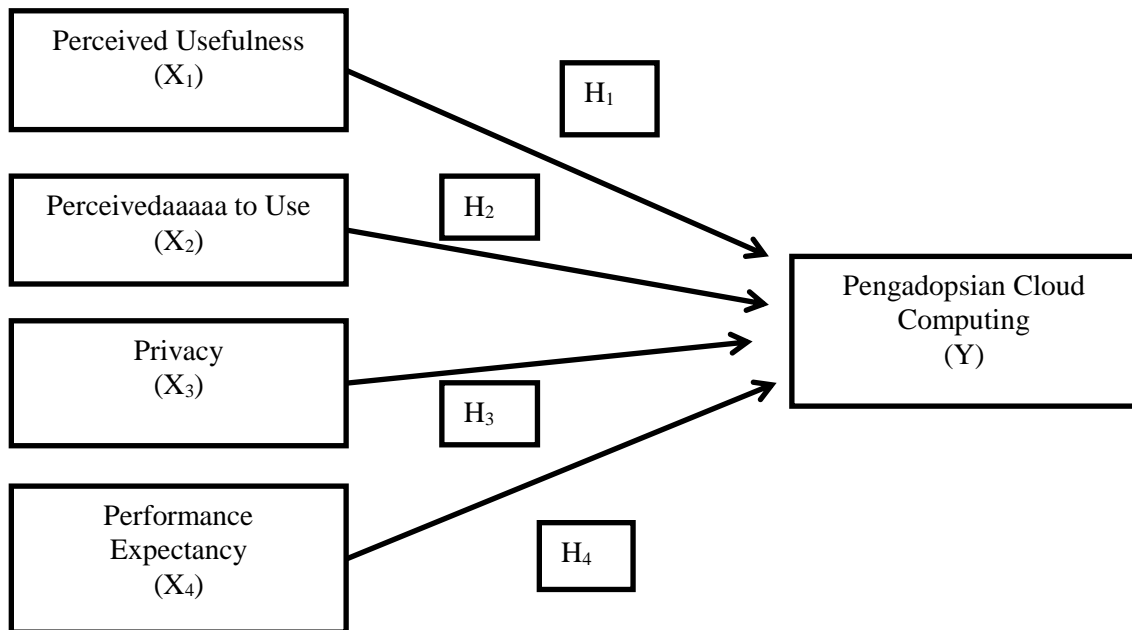 Perceived Usefulness
(X₁)
H₁
Perceivedaaaaa to Use
(X₂)
H₂
Pengadopsian Cloud
Computing
(Y)
Privacy
(X₃)
H₃
Performance
Expectancy
(X₄)
H₄